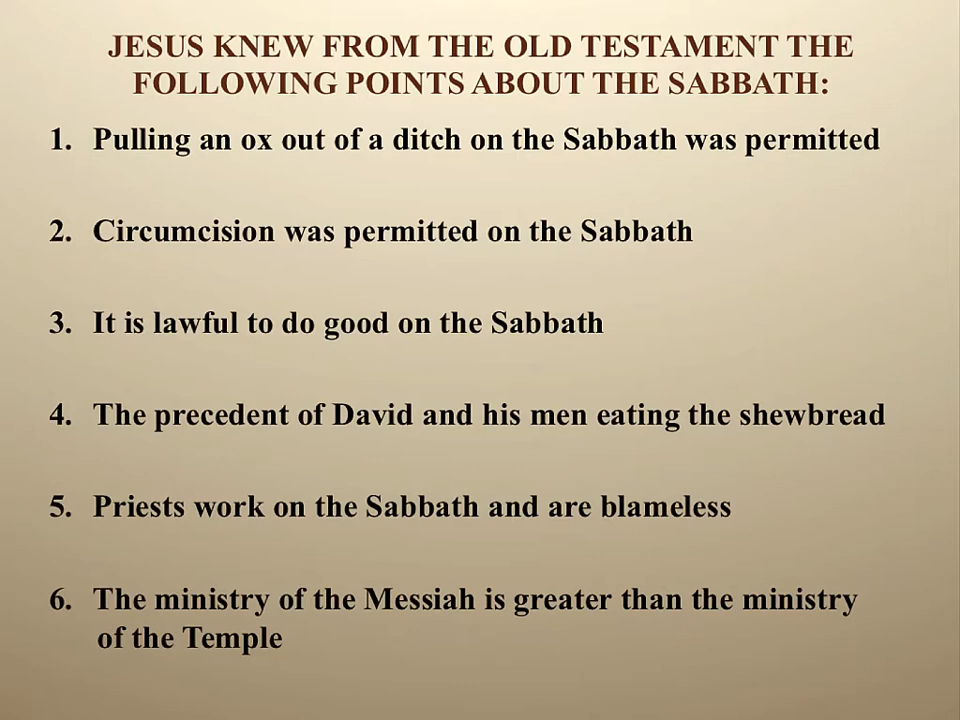 JESUS KNEW FROM THE OLD TESTAMENT THE
FOLLOWING POINTS ABOUT THE SABBATH:
1. Pulling an ox out of a ditch on the Sabbath was permitted
2. Circumcision was permitted on the Sabbath
3. It is lawful to do good on the Sabbath
4. The precedent of David and his men eating the shewbread
5. Priests work on the Sabbath and are blameless
6. The ministry of the Messiah is greater than the ministry
of the Temple